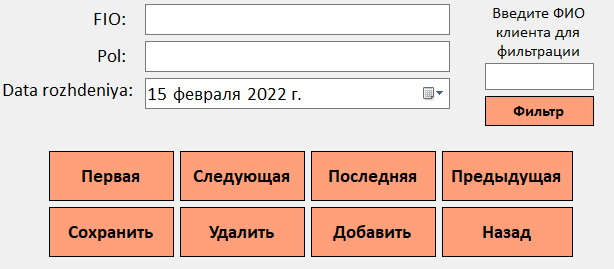 FIO:
Pol:
Data rozhdeniya:
15 февраля 2022 г.
Введите ФИО
клиента для
фильтрации
Фильтр
Первая
Следующая
Последняя
Предыдущая
Сохранить
Удалить
Добавить
Назад